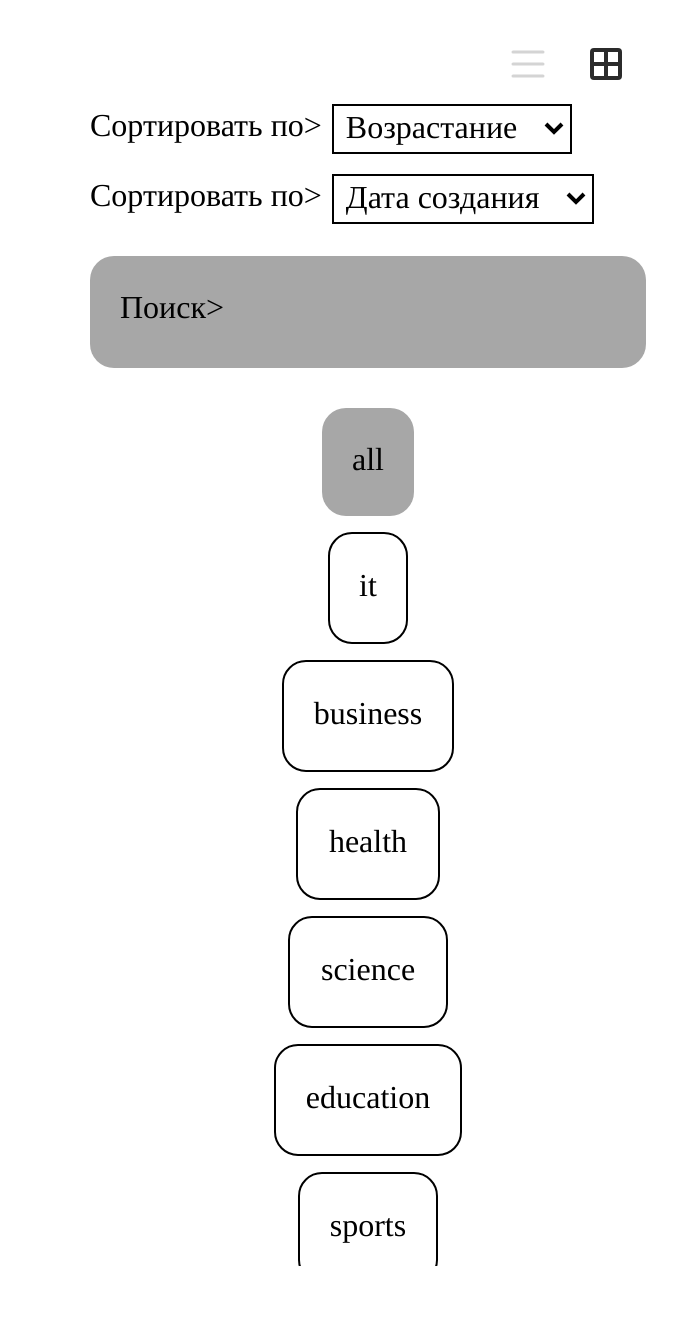 Сортировать по> Возрастание
Сортировать по> Дата создания
Поиск>
all
it
business
health
science
education
sports